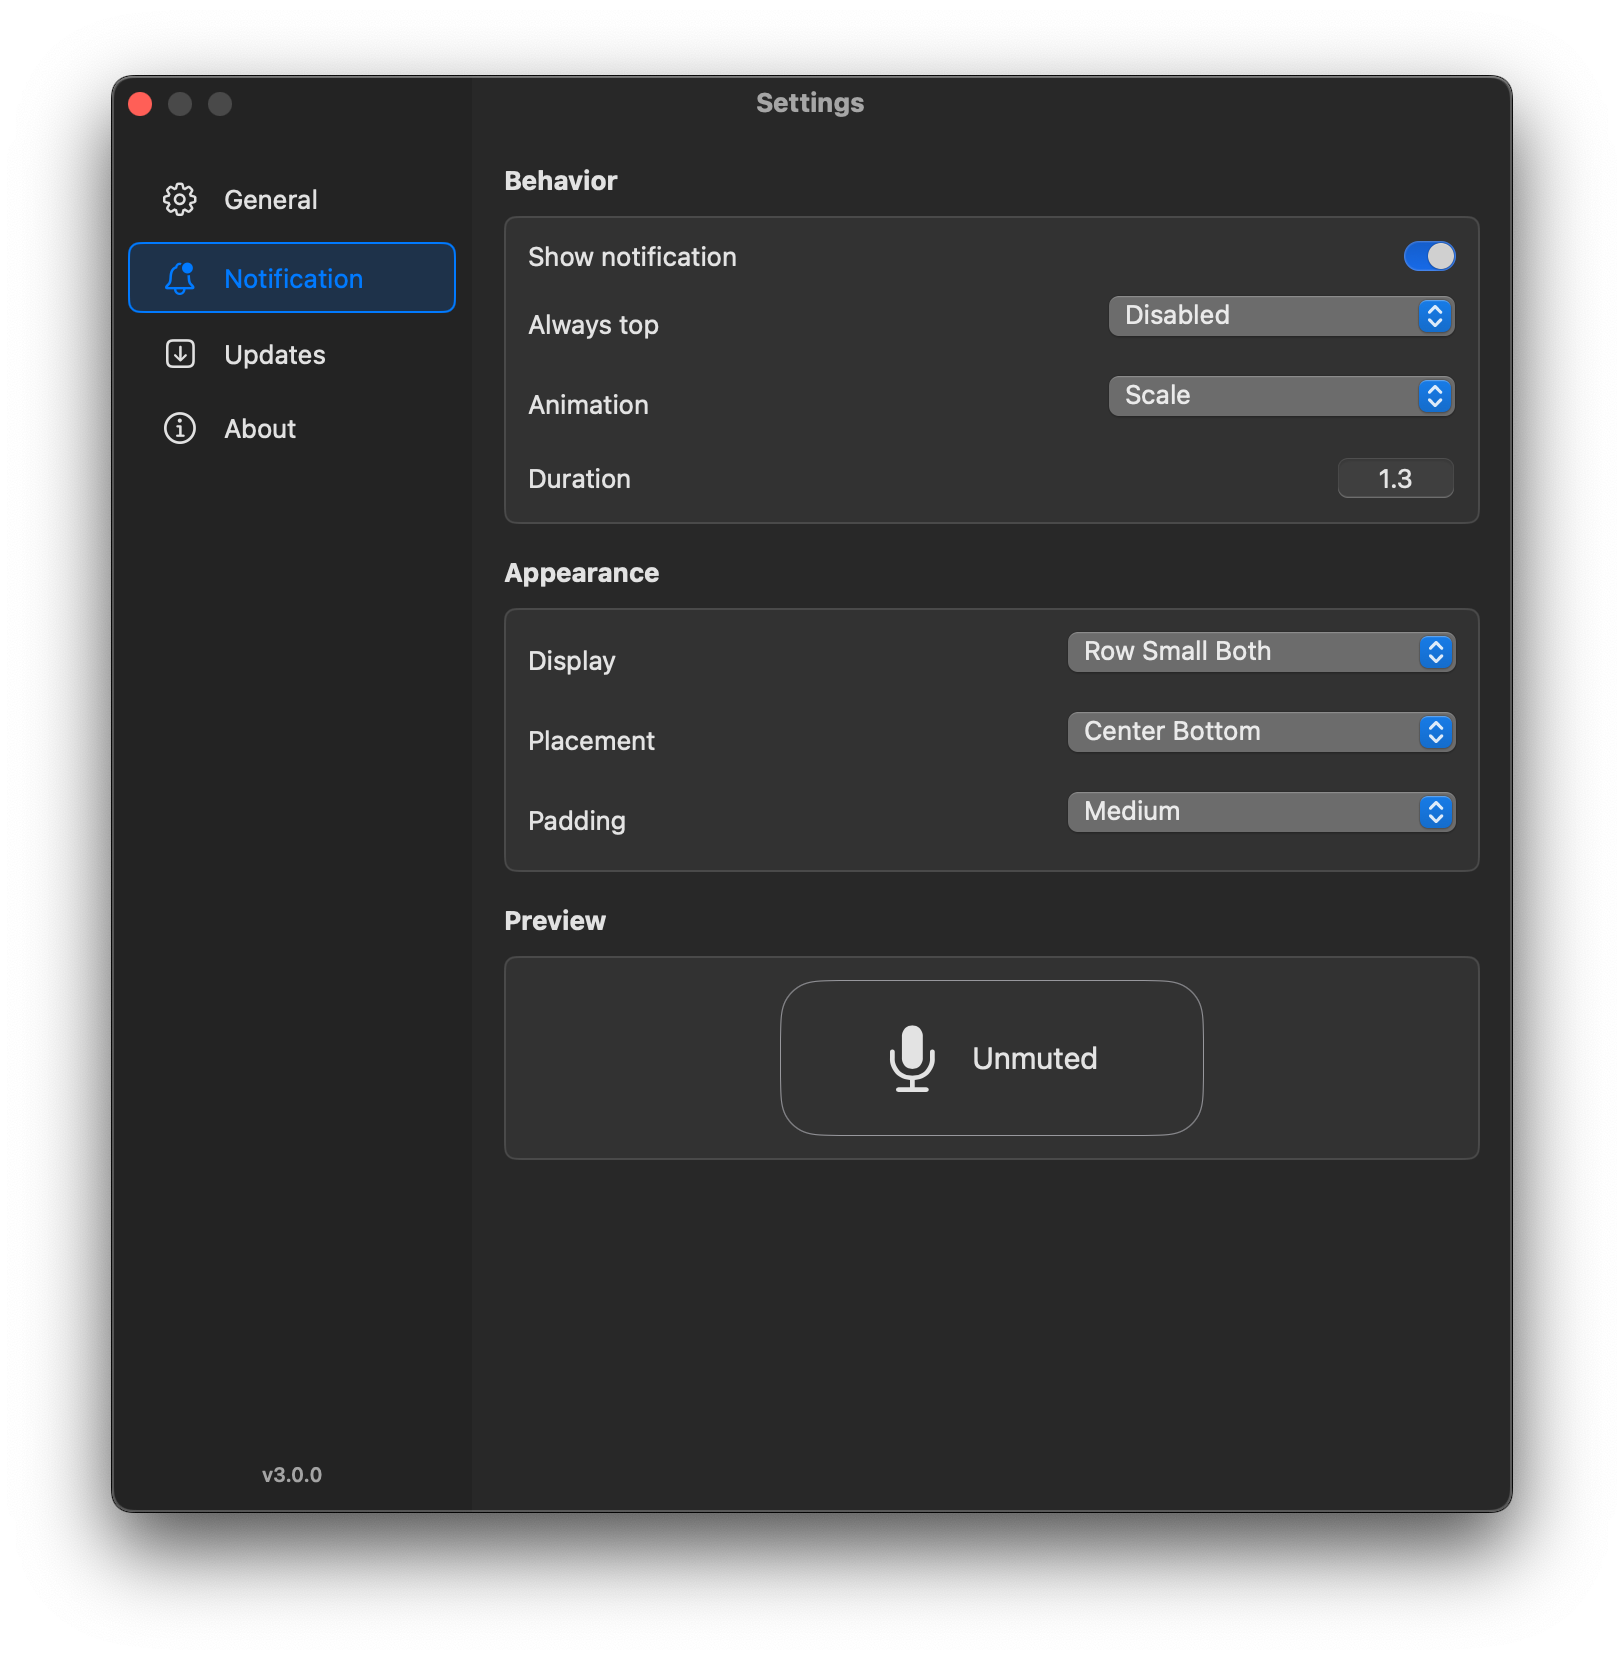 Settings
General
Notification
Updates
About
v3.0.0
Behavior
Show notification
Always top Disabled
Animation Scale
Duration 1.3
Appearance
Display Row Small Both
Placement Center Bottom
Padding Medium
Preview
Unmuted